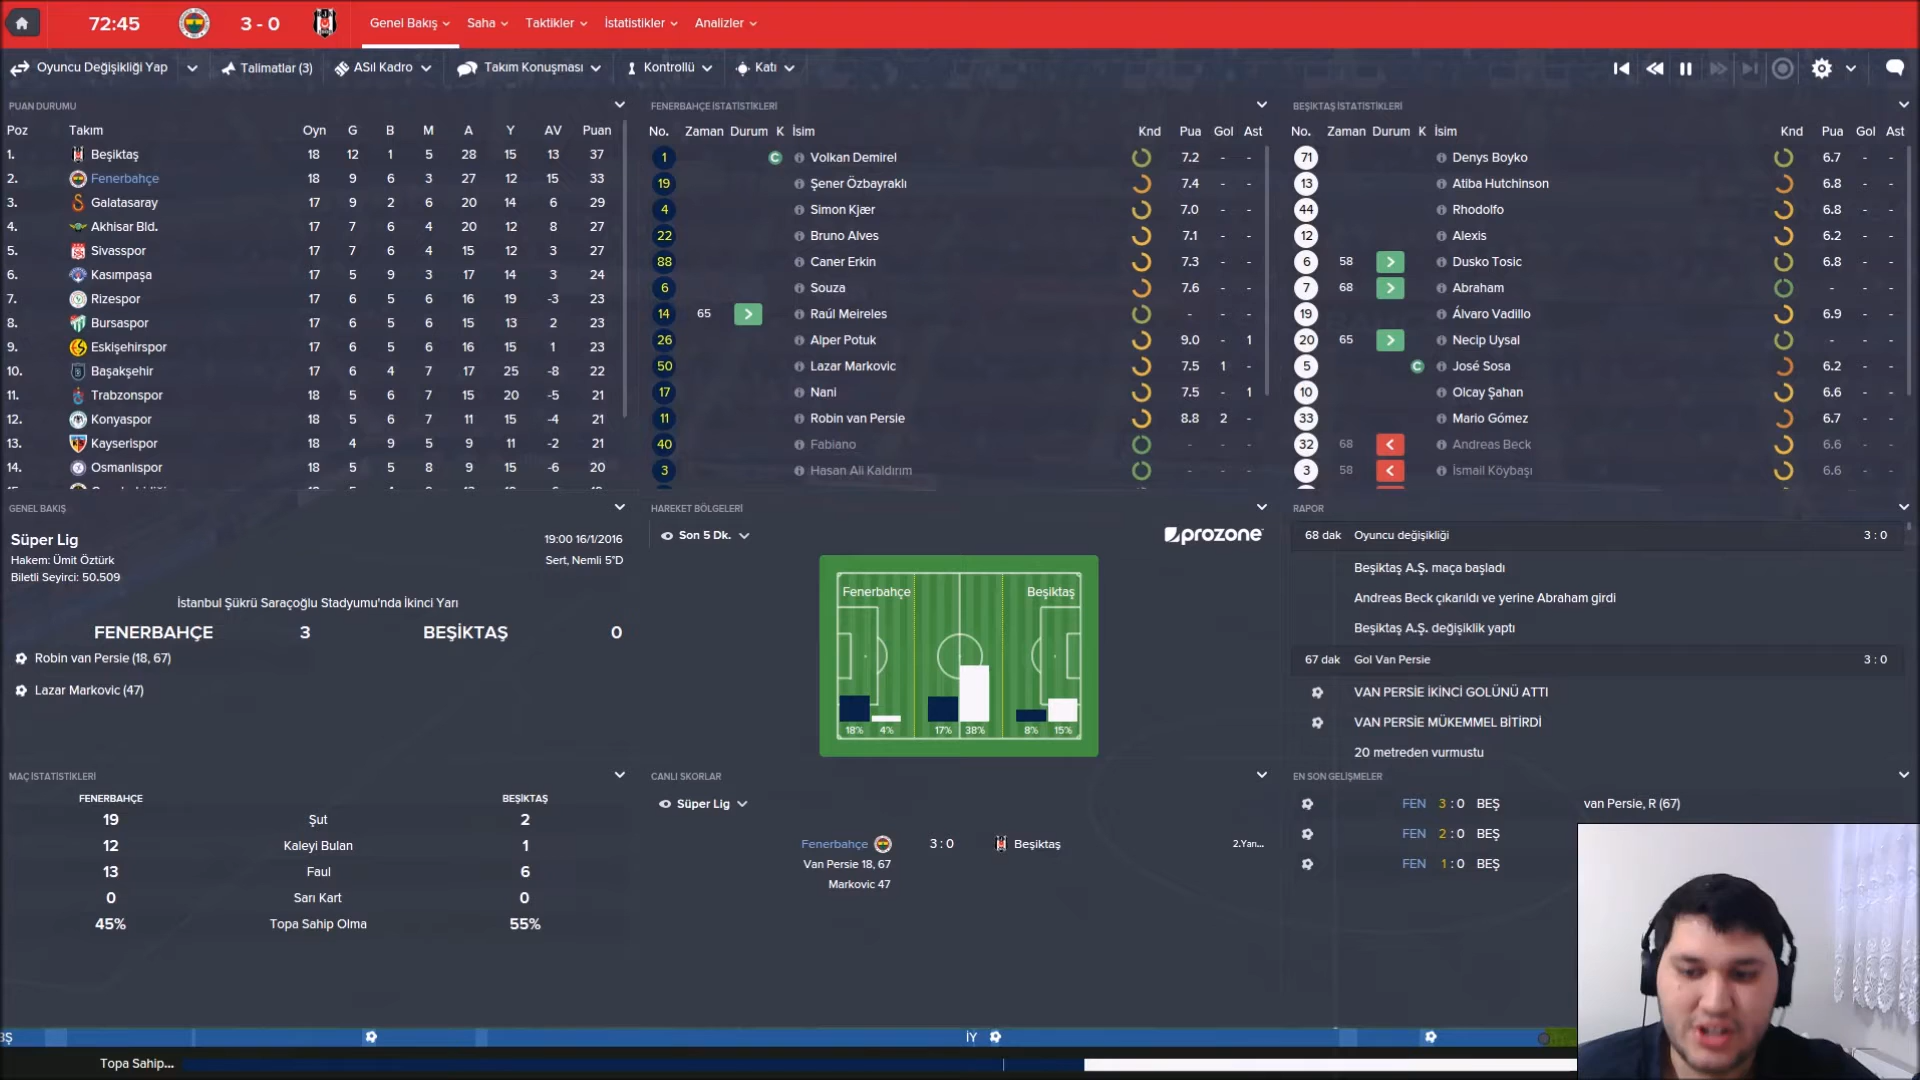 72:45 3 - 0 Genel Bakış Saha Taktikler İstatistikler Analizler
Oyuncu Değişikliği Yap Talimatlar (3) ASıl Kadro Takım Konuşması Kontrollü Katı
PUAN DURUMU
Poz Takım Oyn G B M A Y AV Puan
1. Beşiktaş 18 12 1 5 28 15 13 37
2. Fenerbahçe 18 9 6 3 27 12 15 33
3. Galatasaray 17 9 2 6 20 14 6 29
4. Akhisar Bld. 17 7 6 4 20 12 8 27
5. Sivasspor 17 7 6 4 15 12 3 27
6. Kasımpaşa 17 5 9 3 17 14 3 24
7. Rizespor 17 6 5 6 16 19 -3 23
8. Bursaspor 17 6 5 6 15 13 2 23
9. Eskişehirspor 17 6 5 6 16 15 1 23
10. Başakşehir 17 6 4 7 17 25 -8 22
11. Trabzonspor 18 5 6 7 15 20 -5 21
12. Konyaspor 18 5 6 7 11 15 -4 21
13. Kayserispor 18 4 9 5 9 11 -2 21
14. Osmanlıspor 18 5 5 8 9 15 -6 20
FENERBAHÇE İSTATİSTİKLERİ
No. Zaman Durum K İsim Knd Pua Gol Ast
1 C Volkan Demirel 7.2 - -
19 Şener Özbayraklı 7.4 - -
4 Simon Kjær 7.0 - -
22 Bruno Alves 7.1 - -
88 Caner Erkin 7.3 - -
6 Souza 7.6 - -
14 65 Raúl Meireles - - -
26 Alper Potuk 9.0 - 1
50 Lazar Markovic 7.5 1 -
17 Nani 7.5 - 1
11 Robin van Persie 8.8 2 -
40 Fabiano - - -
3 Hasan Ali Kaldırım - - -
BEŞİKTAŞ İSTATİSTİKLERİ
No. Zaman Durum K İsim Knd Pua Gol Ast
71 Denys Boyko 6.7 - -
13 Atiba Hutchinson 6.8 - -
44 Rhodolfo 6.8 - -
12 Alexis 6.2 - -
6 58 Dusko Tosic 6.8 - -
7 68 Abraham - - -
19 Álvaro Vadillo 6.9 - -
20 65 Necip Uysal - - -
5 C José Sosa 6.2 - -
10 Olcay Şahan 6.6 - -
33 Mario Gómez 6.7 - -
32 68 Andreas Beck 6.6 - -
3 58 İsmail Köybaşı 6.6 - -
GENEL BAKIŞ
Süper Lig 19:00 16/1/2016
Hakem: Ümit Öztürk Sert, Nemli 5°D
Biletli Seyirci: 50.509
İstanbul Şükrü Saraçoğlu Stadyumu'nda İkinci Yarı
FENERBAHÇE 3 BEŞİKTAŞ 0
Robin van Persie (18, 67)
Lazar Markovic (47)
HAREKET BÖLGELERİ
Son 5 Dk. prozone
Fenerbahçe Beşiktaş
18% 4% 17% 38% 8% 15%
RAPOR
68 dak Oyuncu değişikliği 3 : 0
Beşiktaş A.Ş. maça başladı
Andreas Beck çıkarıldı ve yerine Abraham girdi
Beşiktaş A.Ş. değişiklik yaptı
67 dak Gol Van Persie 3 : 0
VAN PERSİE İKİNCİ GOLÜNÜ ATTI
VAN PERSİE MÜKEMMEL BİTİRDİ
20 metreden vurmustu
MAÇ İSTATİSTİKLERİ
FENERBAHÇE BEŞİKTAŞ
19 Şut 2
12 Kaleyi Bulan 1
13 Faul 6
0 Sarı Kart 0
45% Topa Sahip Olma 55%
CANLI SKORLAR
Süper Lig
Fenerbahçe 3 : 0 Beşiktaş 2.Yarı...
Van Persie 18, 67
Markovic 47
EN SON GELİŞMELER
FEN 3 : 0 BEŞ van Persie, R (67)
FEN 2 : 0 BEŞ
FEN 1 : 0 BEŞ
İY
Topa Sahip...